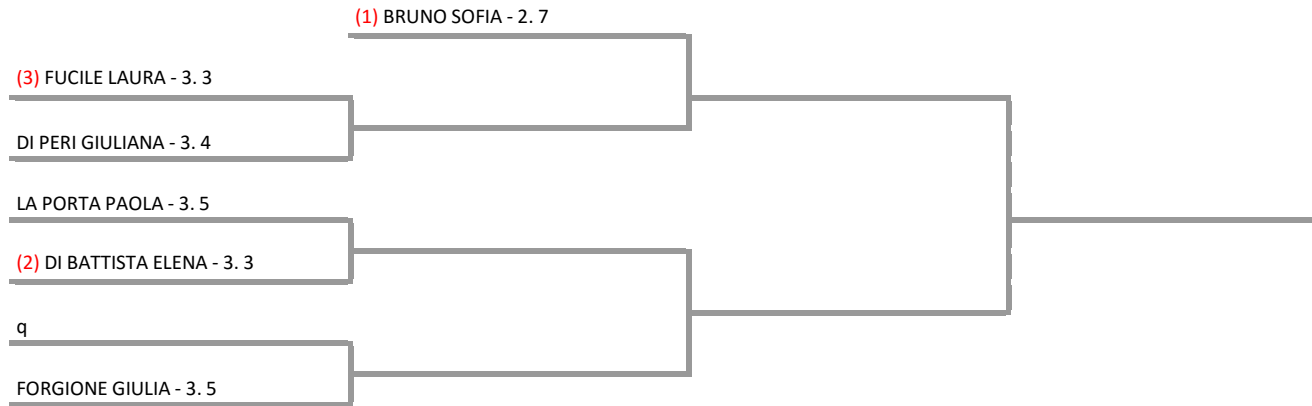 (1) BRUNO SOFIA - 2. 7
(3) FUCILE LAURA - 3. 3
DI PERI GIULIANA - 3. 4
LA PORTA PAOLA - 3. 5
(2) DI BATTISTA ELENA - 3. 3
q
FORGIONE GIULIA - 3. 5